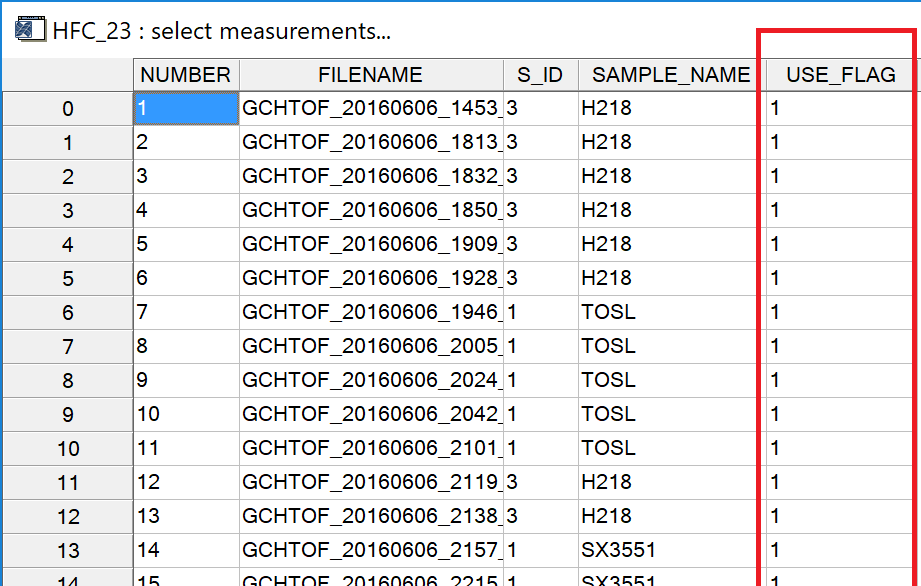 HFC_23 : select measurements...
NUMBER FILENAME S_ID SAMPLE_NAME USE_FLAG
0 1 GCHTOF_20160606_1453_ 3 H218 1
1 2 GCHTOF_20160606_1813_ 3 H218 1
2 3 GCHTOF_20160606_1832_ 3 H218 1
3 4 GCHTOF_20160606_1850_ 3 H218 1
4 5 GCHTOF_20160606_1909_ 3 H218 1
5 6 GCHTOF_20160606_1928_ 3 H218 1
6 7 GCHTOF_20160606_1946_ 1 TOSL 1
7 8 GCHTOF_20160606_2005_ 1 TOSL 1
8 9 GCHTOF_20160606_2024_ 1 TOSL 1
9 10 GCHTOF_20160606_2042_ 1 TOSL 1
10 11 GCHTOF_20160606_2101_ 1 TOSL 1
11 12 GCHTOF_20160606_2119_ 3 H218 1
12 13 GCHTOF_20160606_2138_ 3 H218 1
13 14 GCHTOF_20160606_2157_ 1 SX3551 1
14 15 GCHTOF_20160606_2215_ 1 SX3551 1